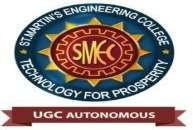 ST.MARTIN'S ENGINEERING COLLEGE
SMEC
TECHNOLOGY FOR PROSPERITY
UGC AUTONOMOUS